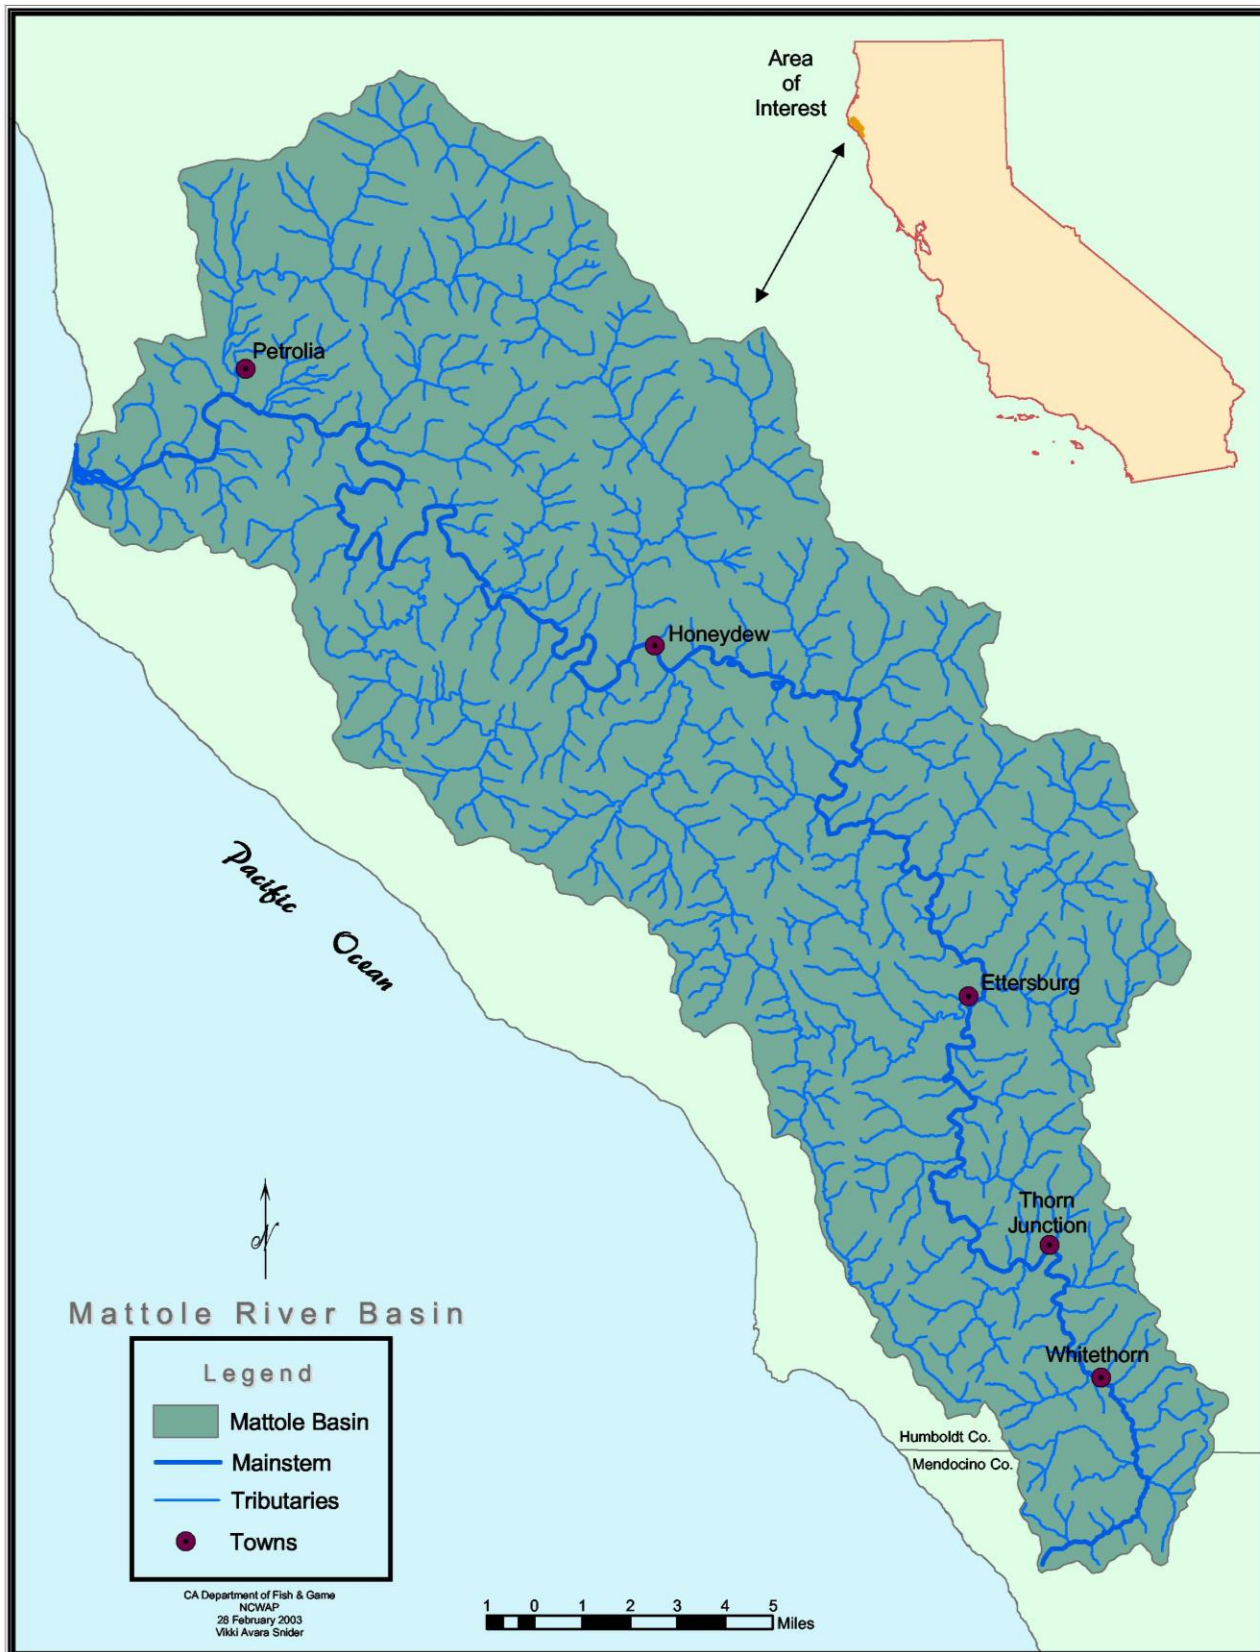 Area
of
Interest
Petrolia
Honeydew
Pacific Ocean
Ettersburg
Thorn
Junction
Whitethorn
Humboldt Co.
Mendocino Co.
N
Mattole River Basin
Legend
Mattole Basin
Mainstem
Tributaries
Towns
CA Department of Fish & Game
NCWAP
28 February 2003
Vikki Avara Snider
1 0 1 2 3 4 5
Miles